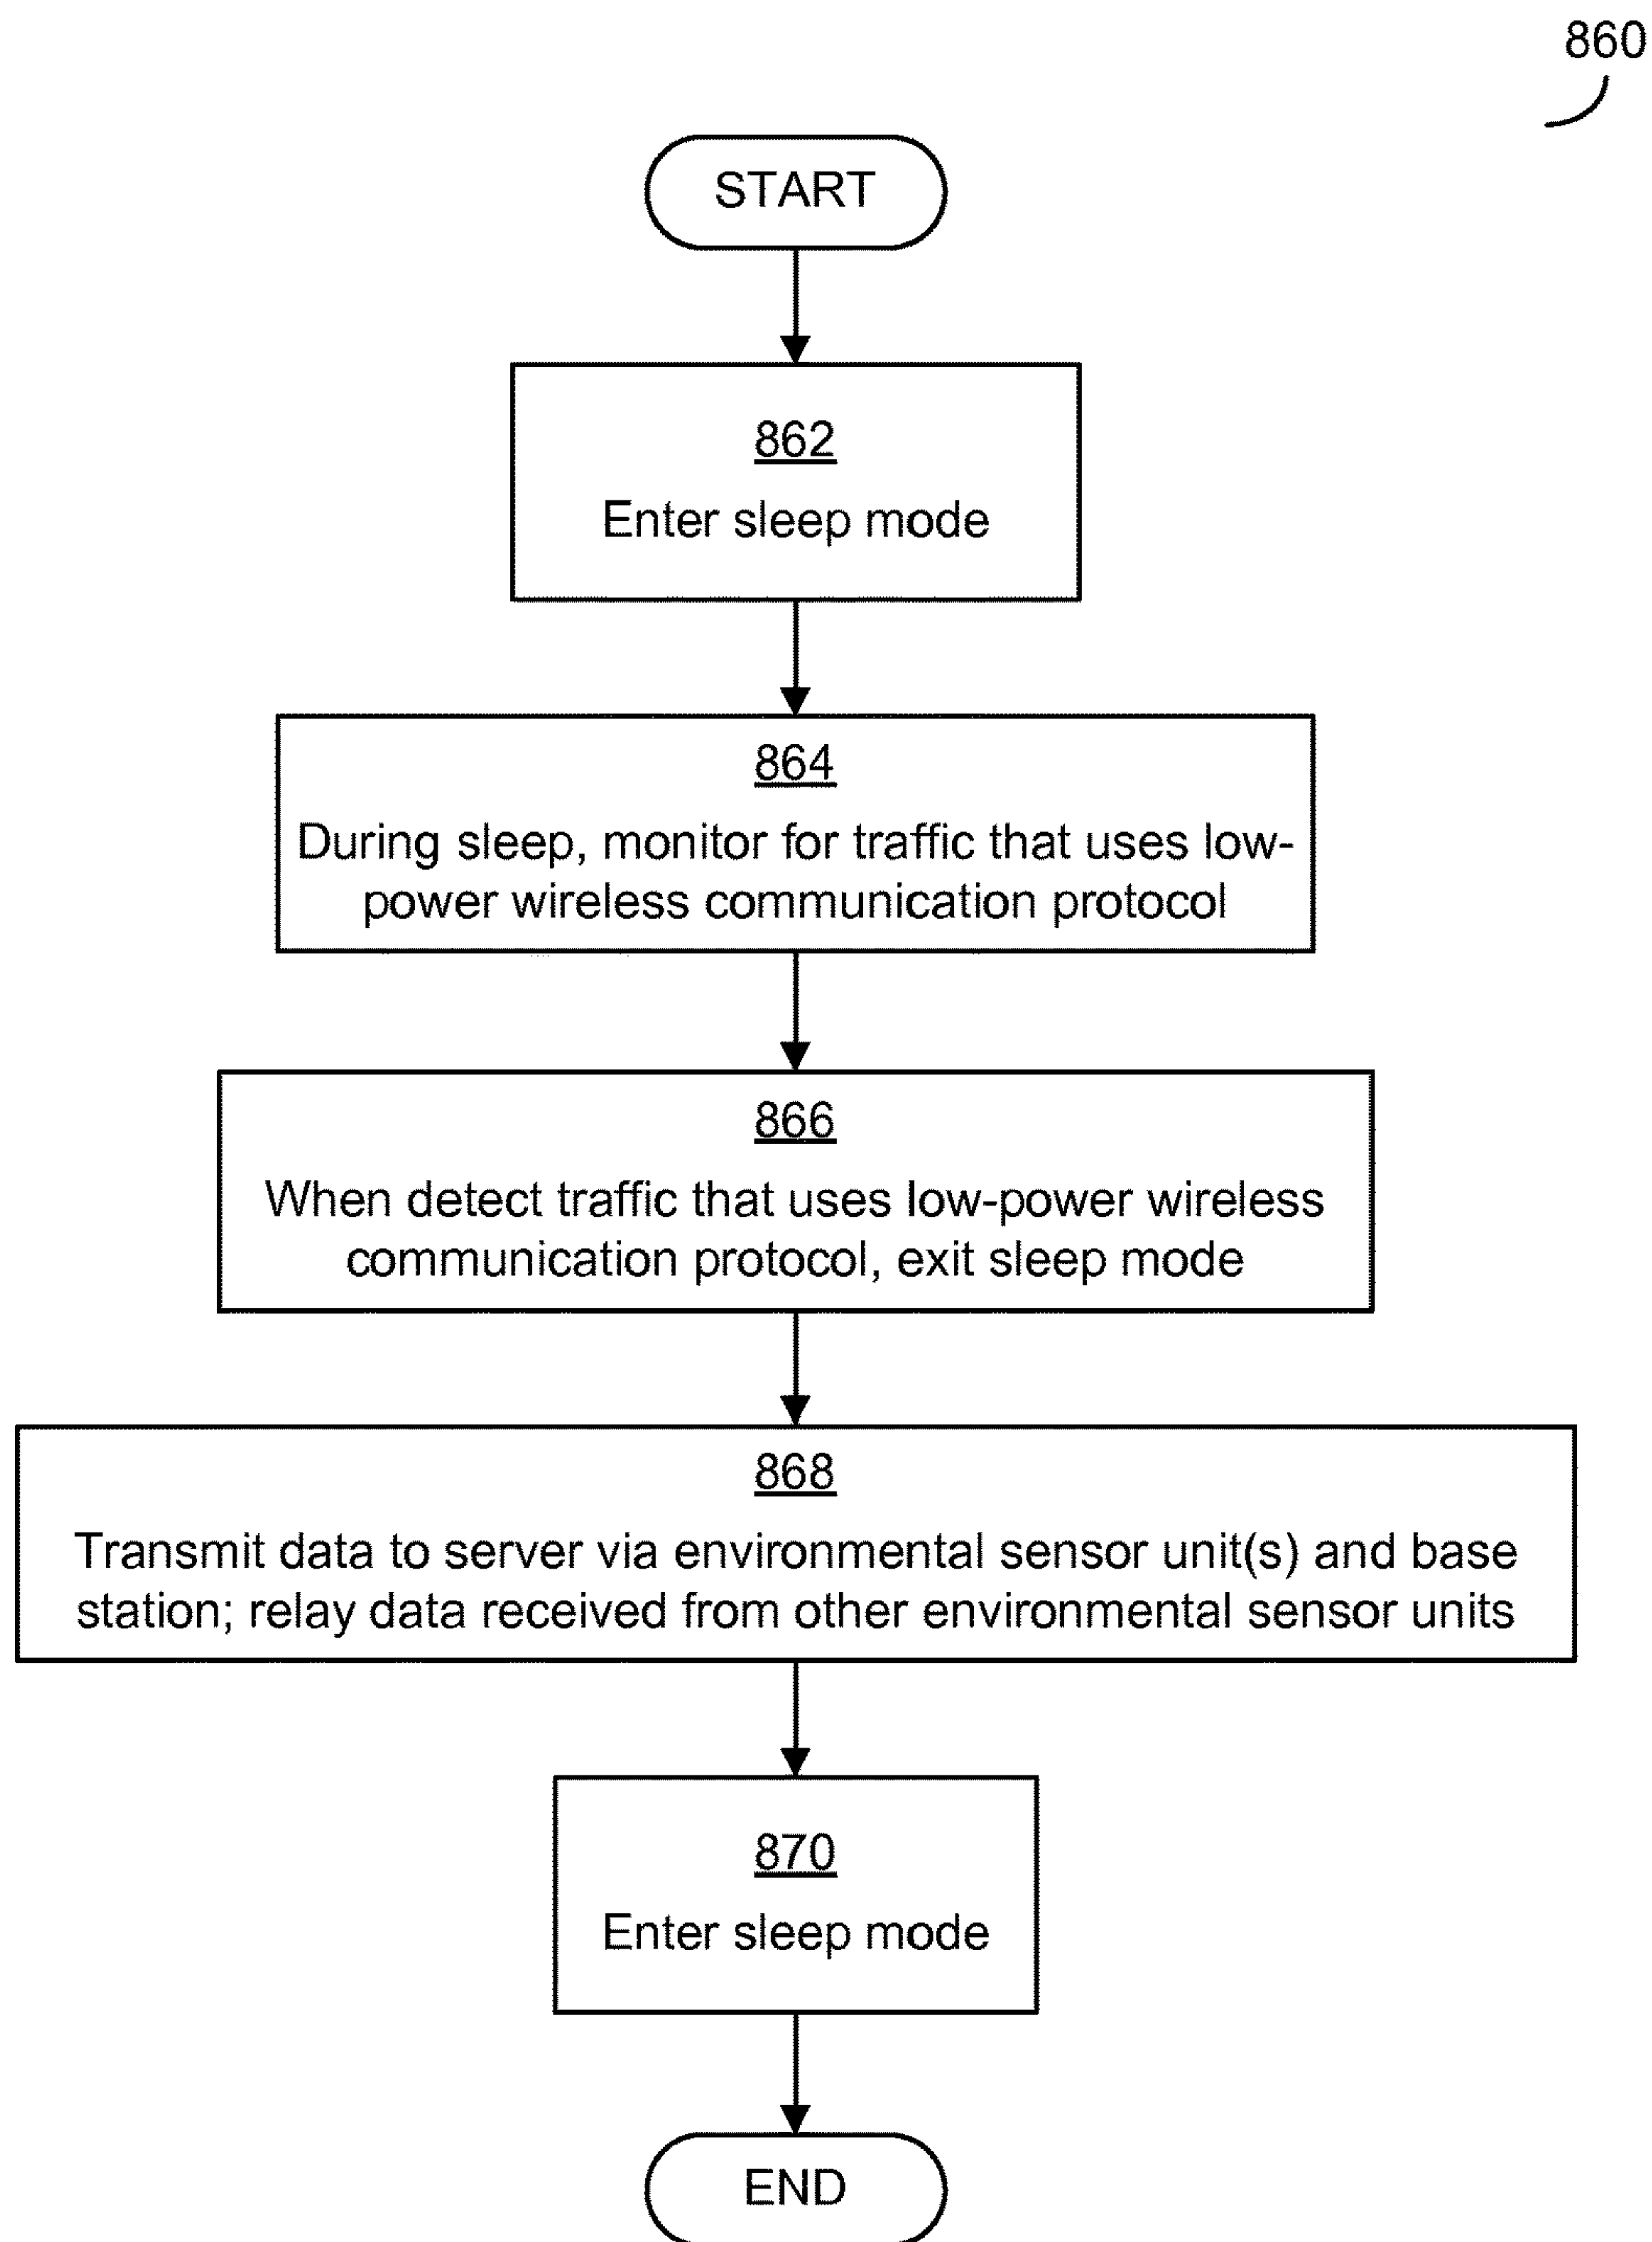 860
START
862
Enter sleep mode
864
During sleep, monitor for traffic that uses low-
power wireless communication protocol
866
When detect traffic that uses low-power wireless
communication protocol, exit sleep mode
868
Transmit data to server via environmental sensor unit(s) and base
station; relay data received from other environmental sensor units
870
Enter sleep mode
END